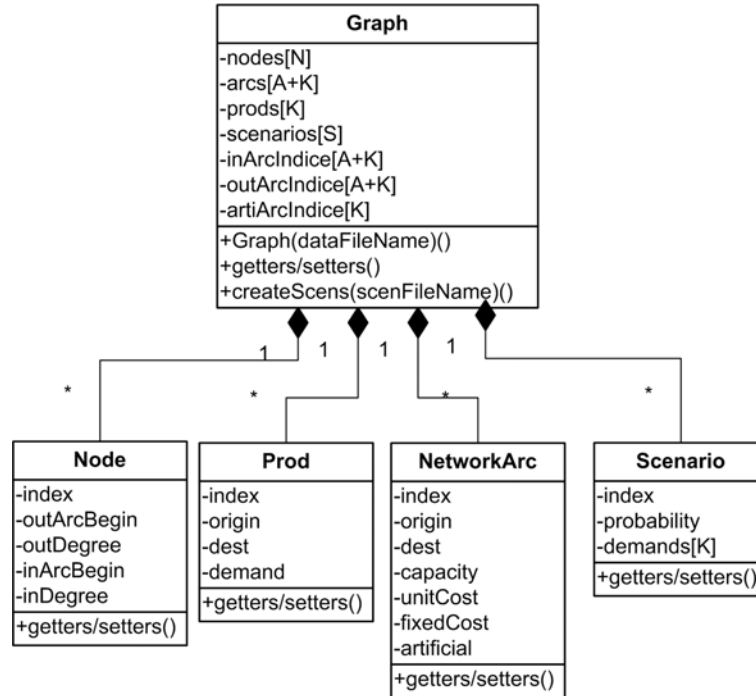 Graph
-nodes[N]
-arcs[A+K]
-prods[K]
-scenarios[S]
-inArcIndice[A+K]
-outArcIndice[A+K]
-artiArcIndice[K]
+Graph(dataFileName)()
+getters/setters()
+createScens(scenFileName)()
1 1 1 1
* * * *
Node
-index
-outArcBegin
-outDegree
-inArcBegin
-inDegree
+getters/setters()
Prod
-index
-origin
-dest
-demand
+getters/setters()
NetworkArc
-index
-origin
-dest
-capacity
-unitCost
-fixedCost
-artificial
+getters/setters()
Scenario
-index
-probability
-demands[K]
+getters/setters()